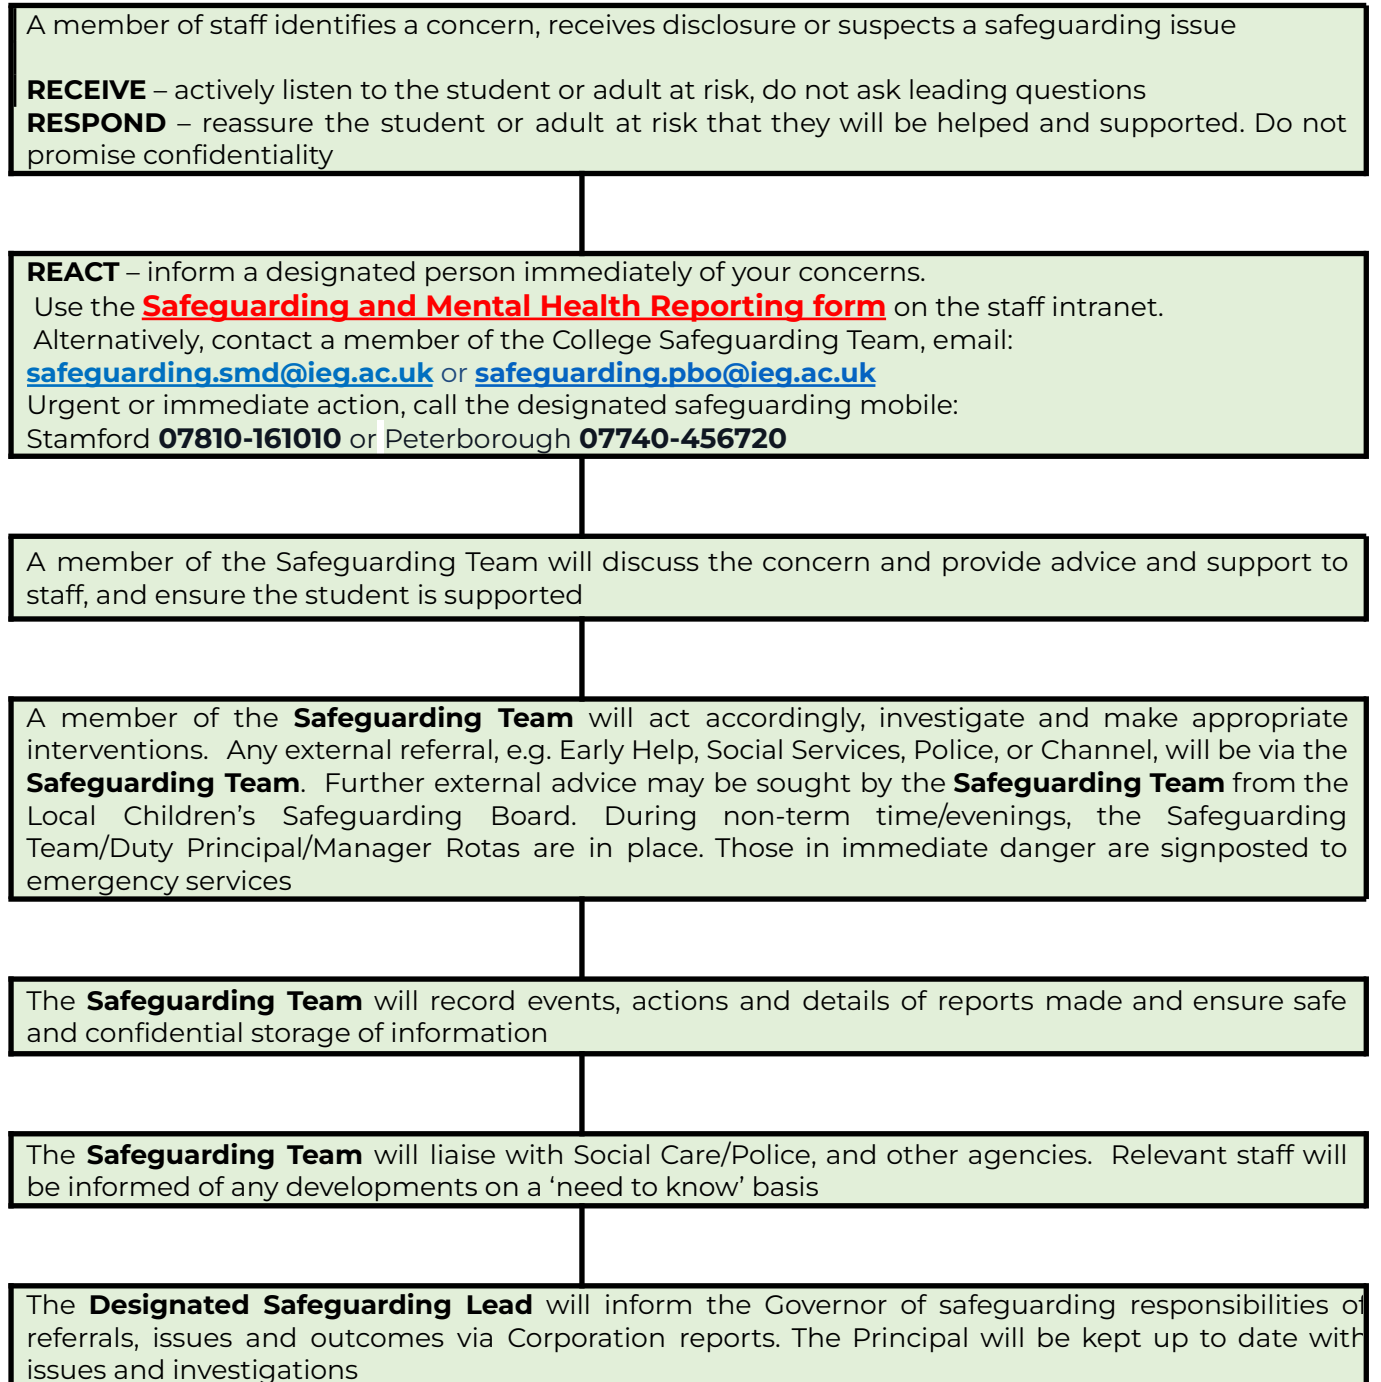 A member of staff identifies a concern, receives disclosure or suspects a safeguarding issue
RECEIVE – actively listen to the student or adult at risk, do not ask leading questions
RESPOND – reassure the student or adult at risk that they will be helped and supported. Do not
promise confidentiality
REACT – inform a designated person immediately of your concerns.
Use the Safeguarding and Mental Health Reporting form on the staff intranet.
Alternatively, contact a member of the College Safeguarding Team, email:
safeguarding.smd@ieg.ac.uk or safeguarding.pbo@ieg.ac.uk
Urgent or immediate action, call the designated safeguarding mobile:
Stamford 07810-161010 or Peterborough 07740-456720
A member of the Safeguarding Team will discuss the concern and provide advice and support to
staff, and ensure the student is supported
A member of the Safeguarding Team will act accordingly, investigate and make appropriate
interventions. Any external referral, e.g. Early Help, Social Services, Police, or Channel, will be via the
Safeguarding Team. Further external advice may be sought by the Safeguarding Team from the
Local Children’s Safeguarding Board. During non-term time/evenings, the Safeguarding
Team/Duty Principal/Manager Rotas are in place. Those in immediate danger are signposted to
emergency services
The Safeguarding Team will record events, actions and details of reports made and ensure safe
and confidential storage of information
The Safeguarding Team will liaise with Social Care/Police, and other agencies. Relevant staff will
be informed of any developments on a ‘need to know’ basis
The Designated Safeguarding Lead will inform the Governor of safeguarding responsibilities of
referrals, issues and outcomes via Corporation reports. The Principal will be kept up to date with
issues and investigations